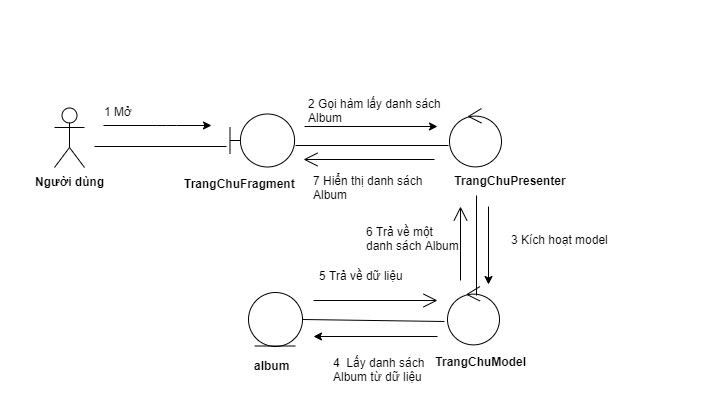 1 Mở
2 Gọi hàm lấy danh sách
Album
Người dùng
TrangChuFragment
7 Hiển thị danh sách
Album
TrangChuPresenter
6 Trả về một
danh sách Album
3 Kích hoạt model
5 Trả về dữ liệu
album
4 Lấy danh sách
Album từ dữ liệu
TrangChuModel